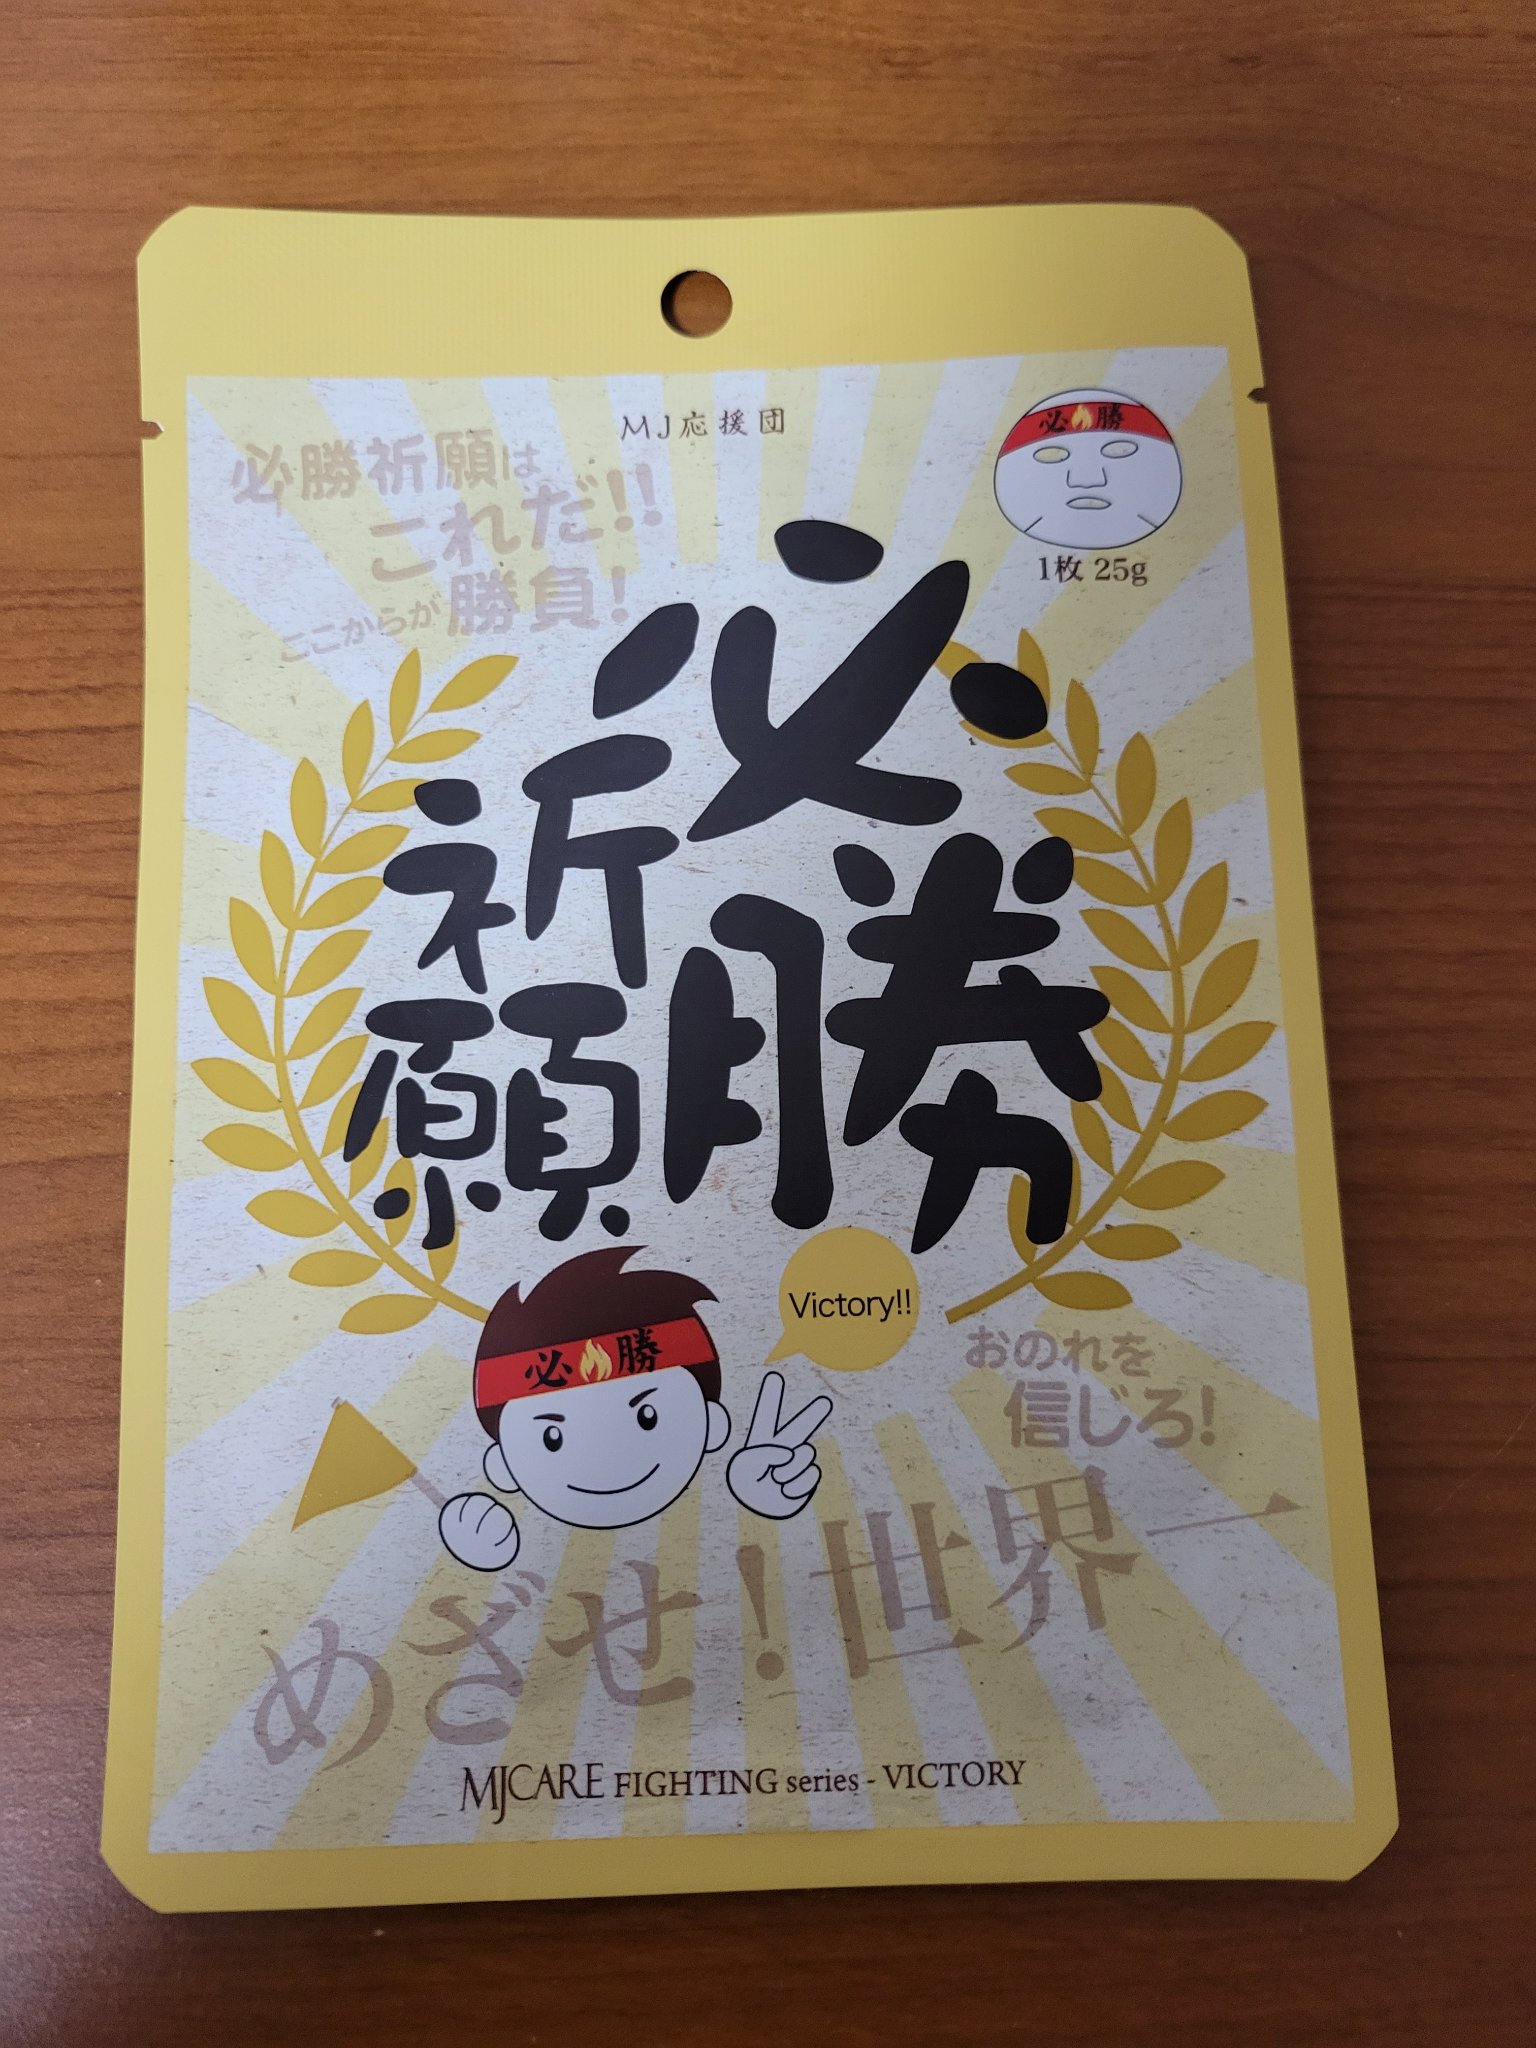 MJ応援団
必勝
1枚 25g
必勝祈願は
これだ!!
ここからが勝負!
必勝
祈願
Victory!!
必勝
おのれを
信じろ!
めざせ!世界一
MJCARE FIGHTING series - VICTORY